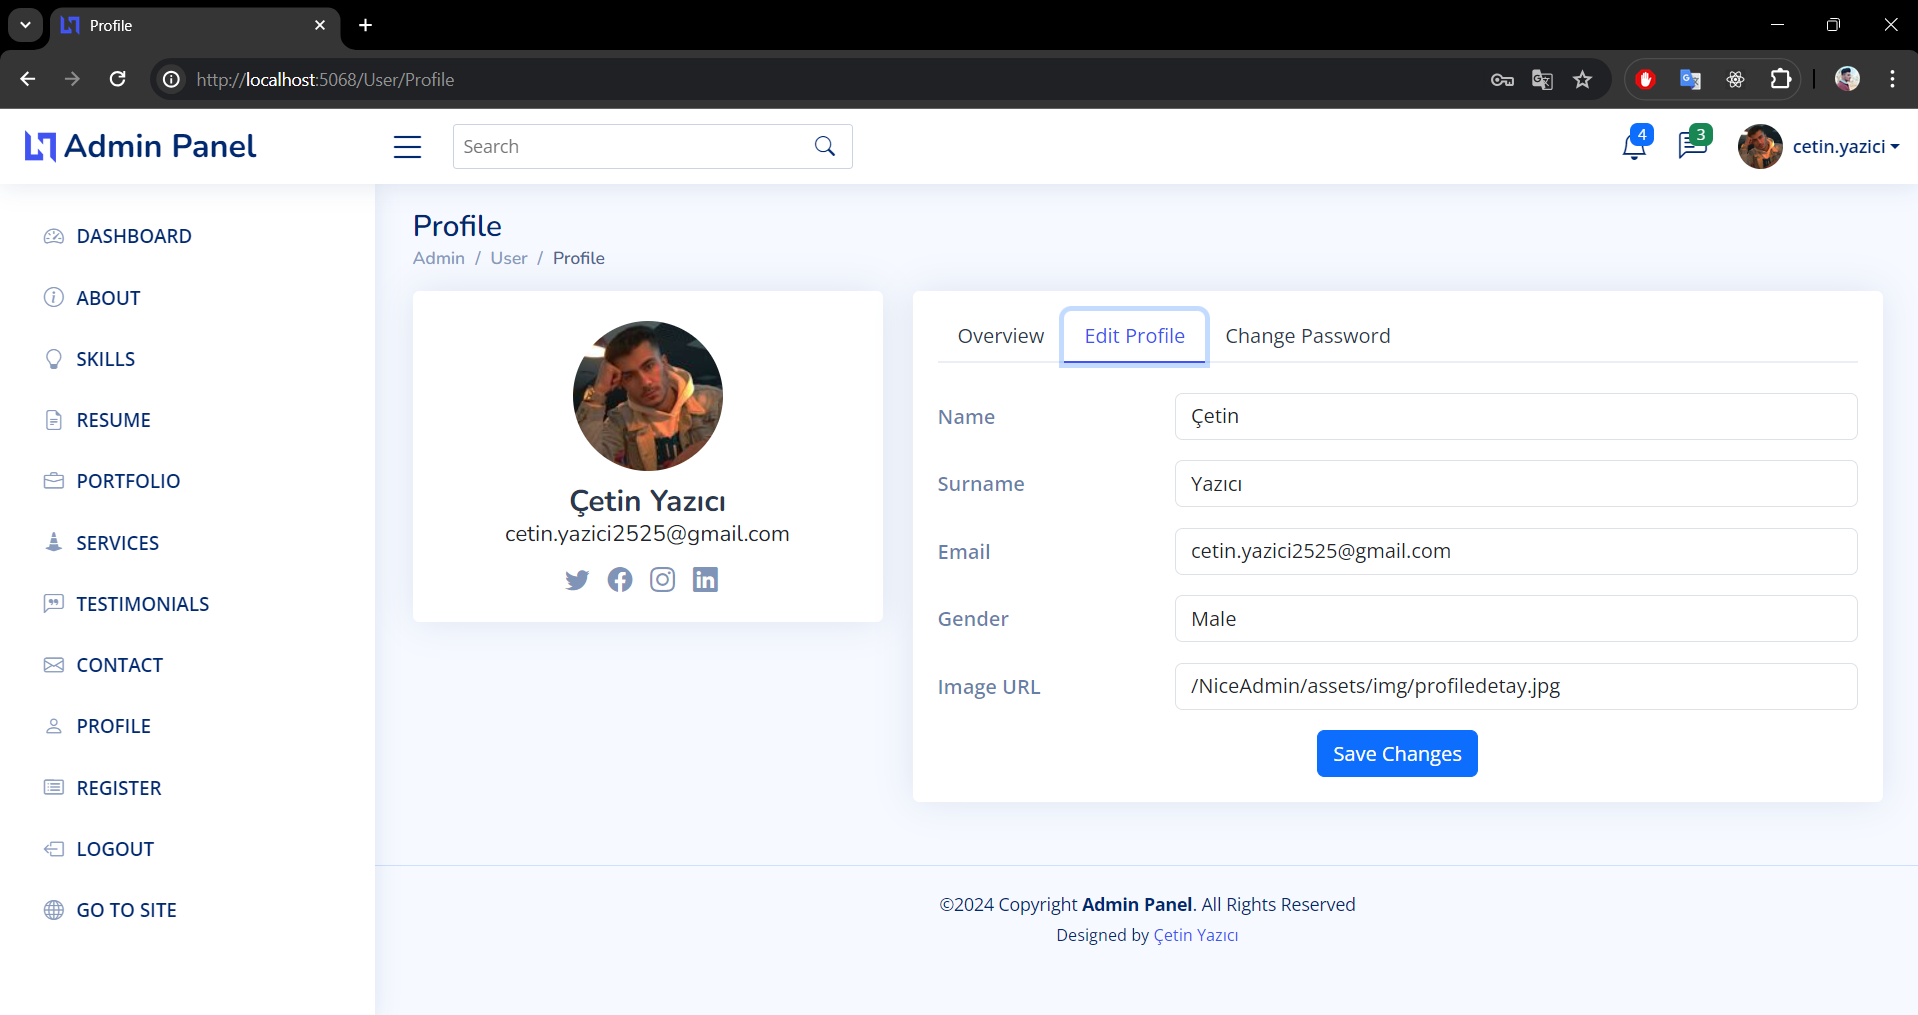 Profile
http://localhost:5068/User/Profile
Admin Panel
Search
4
3
cetin.yazici
DASHBOARD
ABOUT
SKILLS
RESUME
PORTFOLIO
SERVICES
TESTIMONIALS
CONTACT
PROFILE
REGISTER
LOGOUT
GO TO SITE
Profile
Admin / User / Profile
Çetin Yazıcı
cetin.yazici2525@gmail.com
Overview Edit Profile Change Password
Name Çetin
Surname Yazıcı
Email cetin.yazici2525@gmail.com
Gender Male
Image URL /NiceAdmin/assets/img/profiledetay.jpg
Save Changes
©2024 Copyright Admin Panel. All Rights Reserved
Designed by Çetin Yazıcı